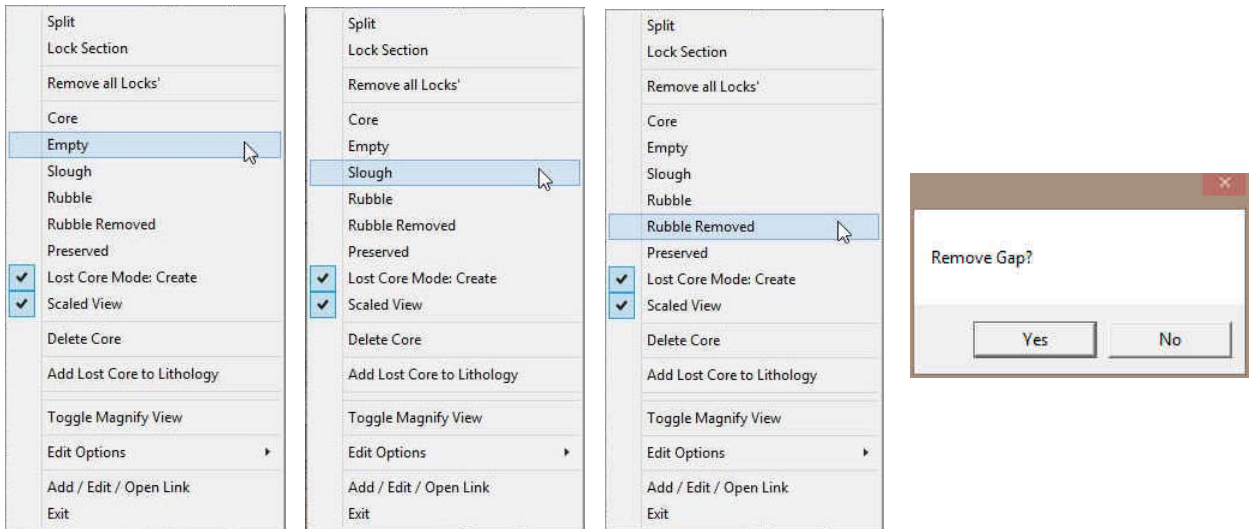 Split
Lock Section
Remove all Locks'
Core
Empty
Slough
Rubble
Rubble Removed
Preserved
Lost Core Mode: Create
Scaled View
Delete Core
Add Lost Core to Lithology
Toggle Magnify View
Edit Options
Add / Edit / Open Link
Exit
Split
Lock Section
Remove all Locks'
Core
Empty
Slough
Rubble
Rubble Removed
Preserved
Lost Core Mode: Create
Scaled View
Delete Core
Add Lost Core to Lithology
Toggle Magnify View
Edit Options
Add / Edit / Open Link
Exit
Split
Lock Section
Remove all Locks'
Core
Empty
Slough
Rubble
Rubble Removed
Preserved
Lost Core Mode: Create
Scaled View
Delete Core
Add Lost Core to Lithology
Toggle Magnify View
Edit Options
Add / Edit / Open Link
Exit
Remove Gap?
Yes No